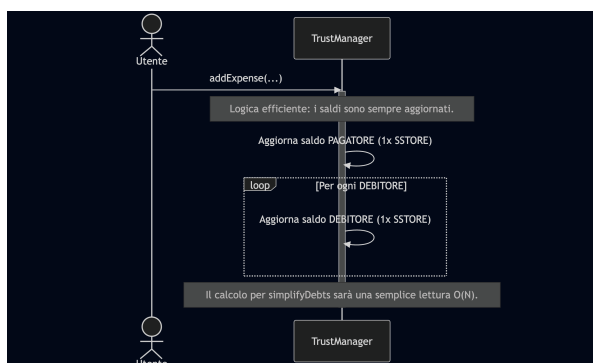 TrustManager
Utente
addExpense(...)
Logica efficiente: i saldi sono sempre aggiornati.
Aggiorna saldo PAGATORE (1x SSTORE)
loop
[Per ogni DEBITORE]
Aggiorna saldo DEBITORE (1x SSTORE)
Il calcolo per simplifyDebts sarà una semplice lettura O(N).
TrustManager
Utente